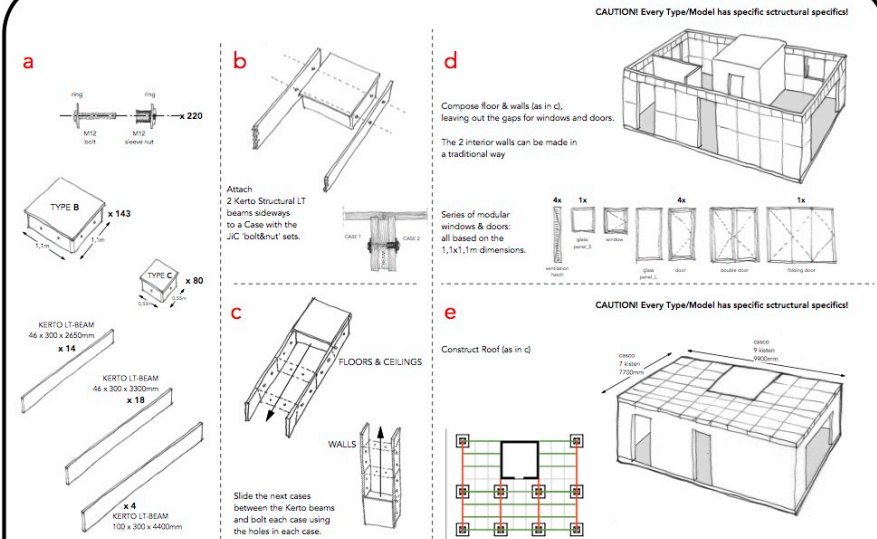 CAUTION! Every Type/Model has specific sctructural specifics!
a
ring
ring
x 220
M12
bolt
M12
sleeve nut
TYPE B
x 143
1,1m
1,1m
TYPE C
x 80
0,55m
0,55m
KERTO LT-BEAM
46 x 300 x 2650mm
x 14
KERTO LT-BEAM
46 x 300 x 3300mm
x 18
x 4
KERTO LT-BEAM
100 x 300 x 4400mm
b
Attach
2 Kerto Structural LT
beams sideways
to a Case with the
JiC 'bolt&nut' sets.
CASE 1
CASE 2
c
FLOORS & CEILINGS
WALLS
Slide the next cases
between the Kerto beams
and bolt each case using
the holes in each case.
d
Compose floor & walls (as in c),
leaving out the gaps for windows and doors.
The 2 interior walls can be made in
a traditional way
Series of modular
windows & doors:
all based on the
1,1x1,1m dimensions.
4x
1x
4x
1x
glass
panel_S
window
ventilation
hatch
glass
panel_L
door
double door
folding door
CAUTION! Every Type/Model has specific sctructural specifics!
e
Construct Roof (as in c)
casco
7 kisten
7700mm
casco
9 kisten
9900mm